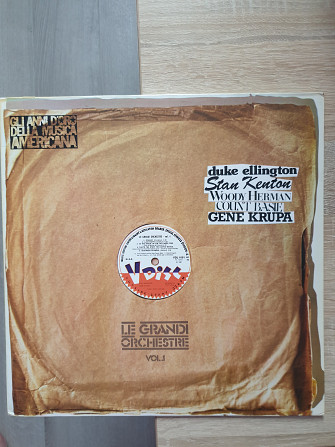 GLI ANNI D'ORO
DELLA MUSICA
AMERICANA
duke ellington
Stan Kenton
WOODY HERMAN
COUNT BASIE
GENE KRUPA
V DISC
LE GRANDI
ORCHESTRE
VOL.1